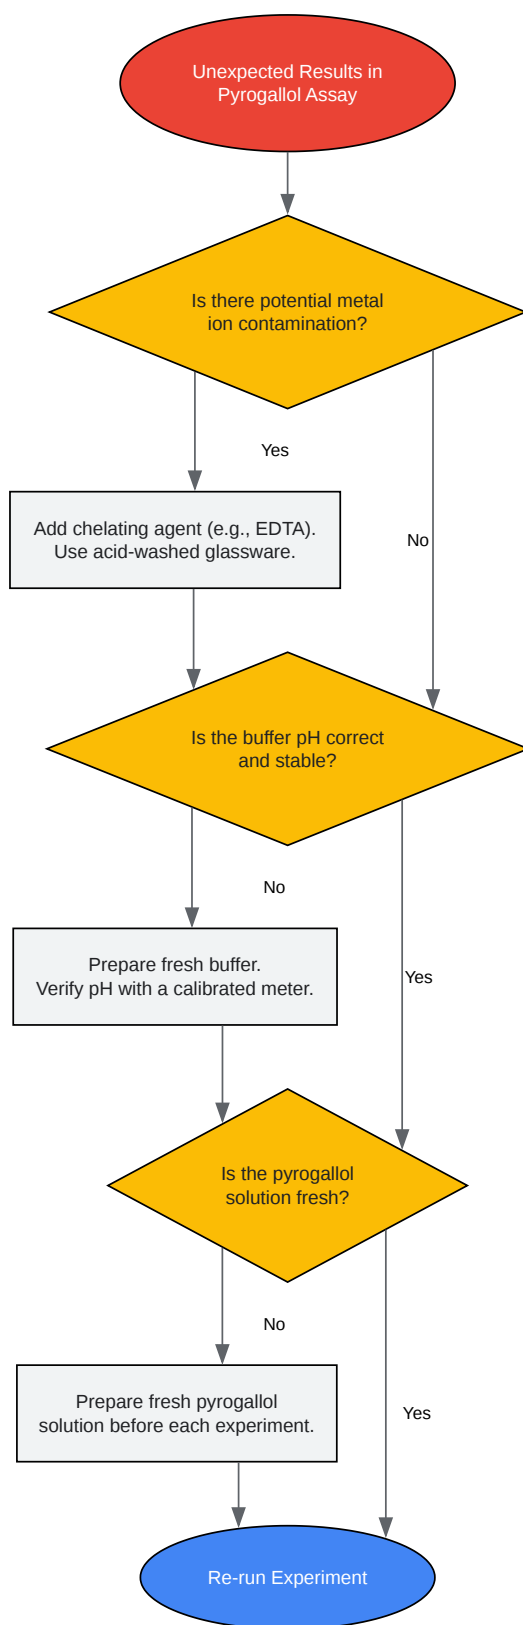 Unexpected Results in
Pyrogallol Assay
Is there potential metal
ion contamination?
Yes
Add chelating agent (e.g., EDTA).
Use acid-washed glassware.
No
Is the buffer pH correct
and stable?
No
Prepare fresh buffer.
Verify pH with a calibrated meter.
Yes
Is the pyrogallol
solution fresh?
No
Prepare fresh pyrogallol
solution before each experiment.
Yes
Re-run Experiment